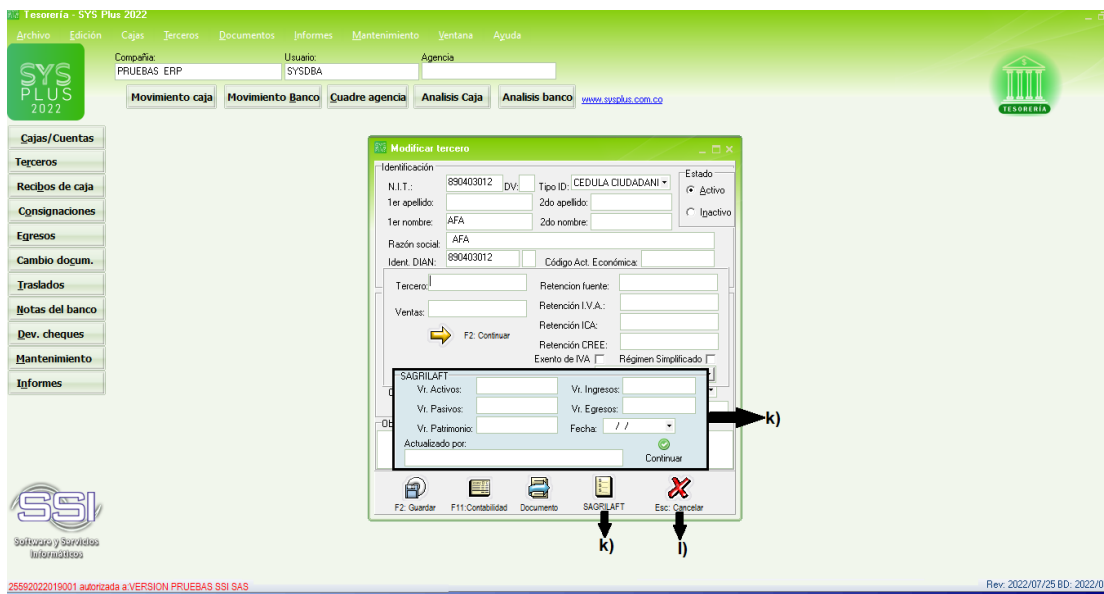 Tesorería - SYS Plus 2022
Archivo Edición Cajas Terceros Documentos Informes Mantenimiento Ventana Ayuda
Compañia: Usuario: Agencia
PRUEBAS ERP SYSDBA
SYS
PLUS
2022
Movimiento caja Movimiento Banco Cuadre agencia Analisis Caja Analisis banco www.sysplus.com.co
TESORERIA
Cajas/Cuentas
Terceros
Recibos de caja
Consignaciones
Egresos
Cambio docum.
Traslados
Notas del banco
Dev. cheques
Mantenimiento
Informes
Modificar tercero
Identificación
Estado
N.I.T.: 890403012 DV: Tipo ID: CEDULA CIUDADANI
Activo
1er apellido: 2do apellido:
Inactivo
1er nombre: AFA 2do nombre:
Razón social: AFA
Ident. DIAN: 890403012 Código Act. Económica:
Tercero: Retencion fuente:
Ventas: Retención I.V.A.:
Retención ICA:
F2: Continuar
Retención CREE:
Exento de IVA Régimen Simplificado
SAGRILAFT
Vr. Activos: Vr. Ingresos:
Vr. Pasivos: Vr. Egresos:
Vr. Patrimonio: Fecha: / /
Actualizado por:
Continuar
k)
F2: Guardar F11:Contabilidad Documento SAGRILAFT Esc: Cancelar
k) l)
SSI
Software y Servicios
Informáticos
25592022019001 autorizada a:VERSION PRUEBAS SSI SAS
Rev: 2022/07/25 BD: 2022/0